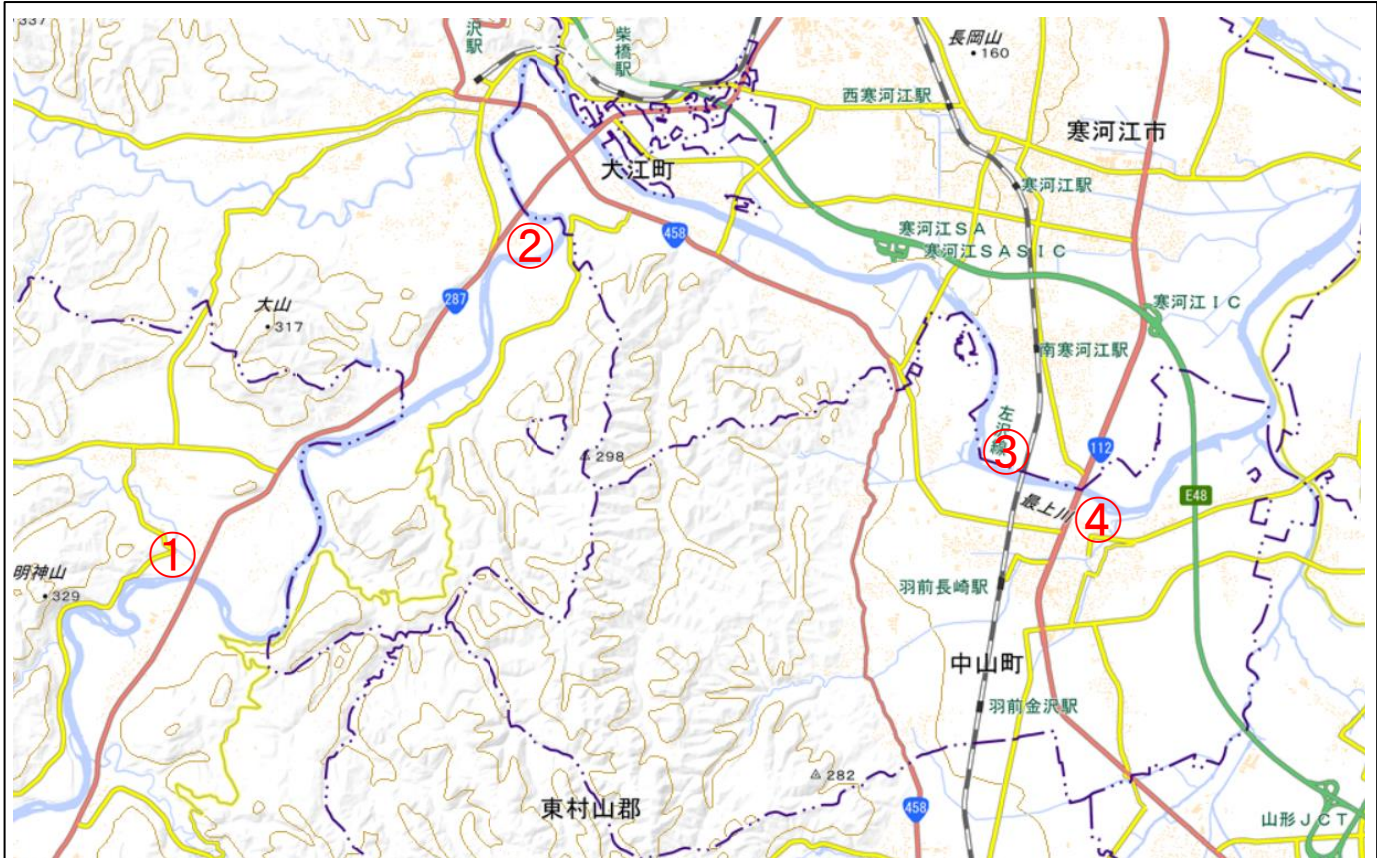 337
沢駅
柴橋駅
長岡山
160
西寒河江駅
寒河江市
大江町
寒河江駅
②
458
寒河江SA
寒河江SASIC
大山
317
287
寒河江IC
南寒河江駅
298
左沢線
③
112
①
最上川
④
E48
明神山
329
羽前長崎駅
中山町
羽前金沢駅
282
東村山郡
458
山形JCT